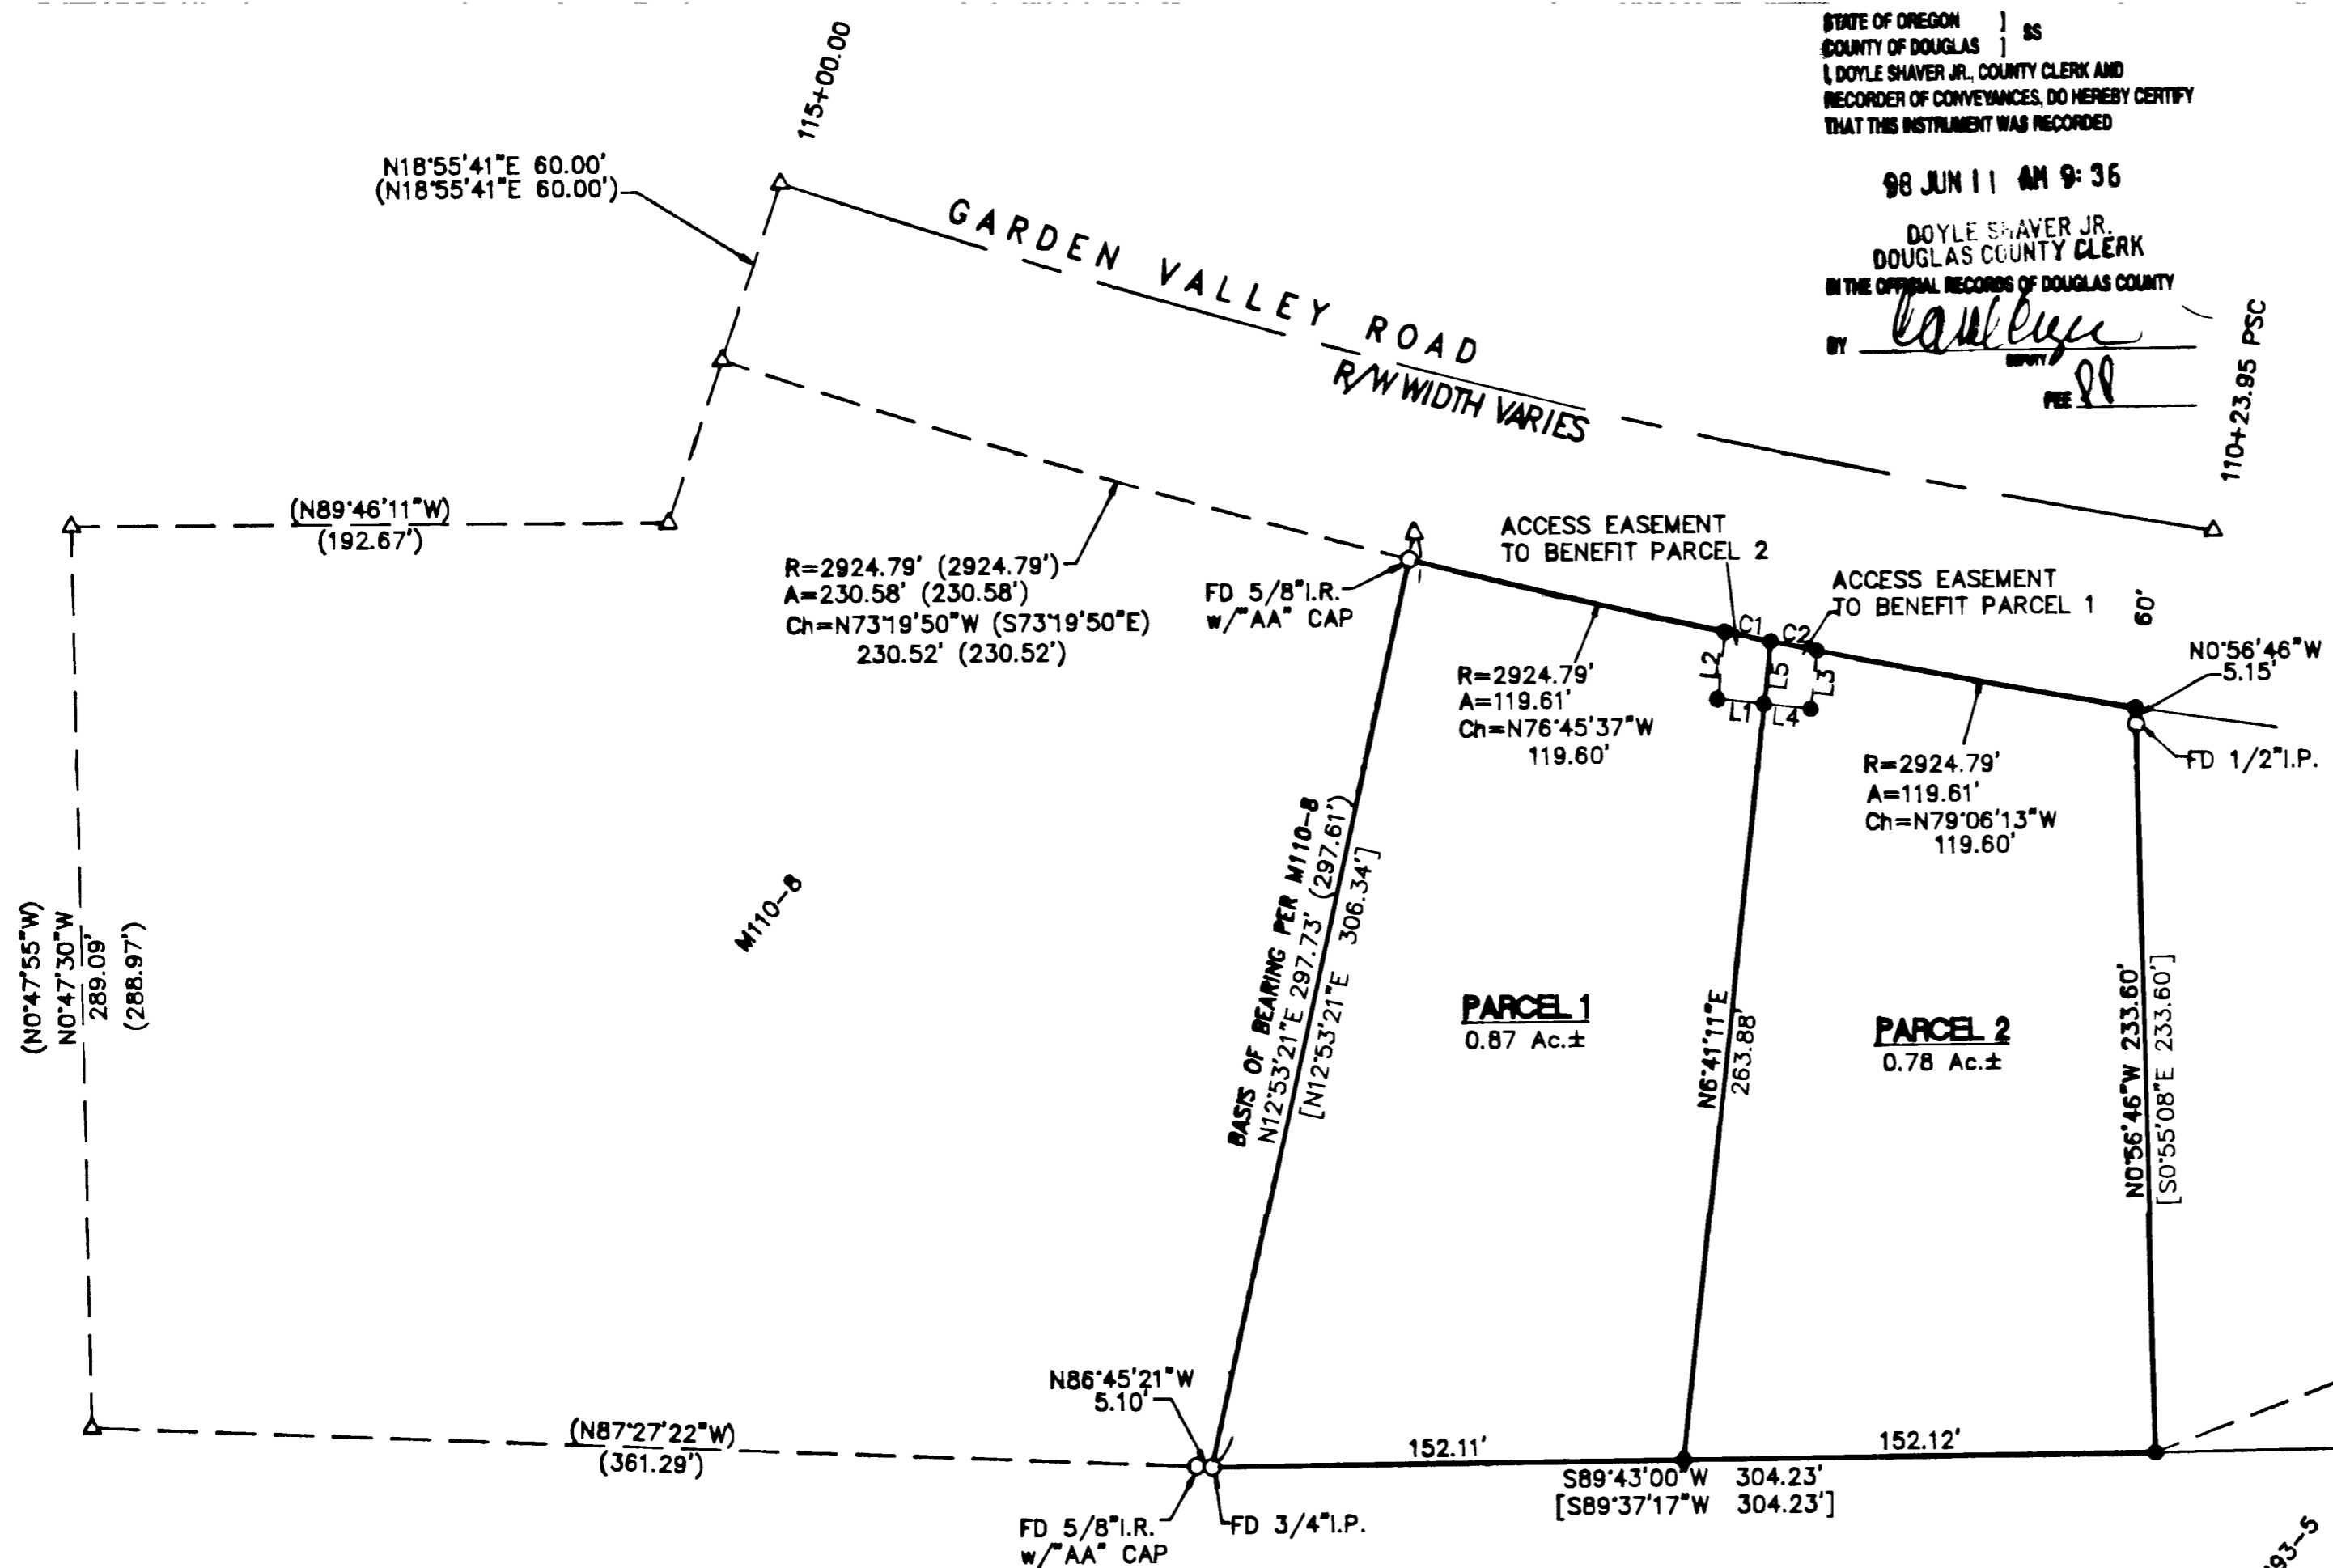 STATE OF OREGON ] SS
COUNTY OF DOUGLAS ]
I, DOYLE SHAVER JR., COUNTY CLERK AND
RECORDER OF CONVEYANCES, DO HEREBY CERTIFY
THAT THIS INSTRUMENT WAS RECORDED
98 JUN 11 AM 9:36
DOYLE SHAVER JR.
DOUGLAS COUNTY CLERK
IN THE OFFICIAL RECORDS OF DOUGLAS COUNTY
BY
DEPUTY
FEE
115+00.00
N18°55'41"E 60.00'
(N18°55'41"E 60.00')
GARDEN VALLEY ROAD
R/W WIDTH VARIES
110+23.95 PSC
(N89°46'11"W)
(192.67')
R=2924.79' (2924.79')
A=230.58' (230.58')
Ch=N73°19'50"W (S73°19'50"E)
230.52' (230.52')
FD 5/8"I.R.
w/"AA" CAP
ACCESS EASEMENT
TO BENEFIT PARCEL 2
ACCESS EASEMENT
TO BENEFIT PARCEL 1
60'
N0°56'46"W
5.15'
FD 1/2"I.P.
C1
C2
L2
L5
L3
L1
L4
R=2924.79'
A=119.61'
Ch=N76°45'37"W
119.60'
R=2924.79'
A=119.61'
Ch=N79°06'13"W
119.60'
(N0°47'55"W)
N0°47'30"W
289.09'
(288.97')
M110-8
BASIS OF BEARING PER M110-8
N12°53'21"E 297.73' (297.61')
[N12°53'21"E 306.34']
PARCEL 1
0.87 Ac.±
N6°41'11"E
263.88'
PARCEL 2
0.78 Ac.±
N0°56'46"W 233.60'
[S0°55'08"E 233.60']
N86°45'21"W
5.10'
(N87°27'22"W)
(361.29')
152.11'
152.12'
S89°43'00"W 304.23'
[S89°37'17"W 304.23']
FD 5/8"I.R.
w/"AA" CAP
FD 3/4"I.P.
93-5